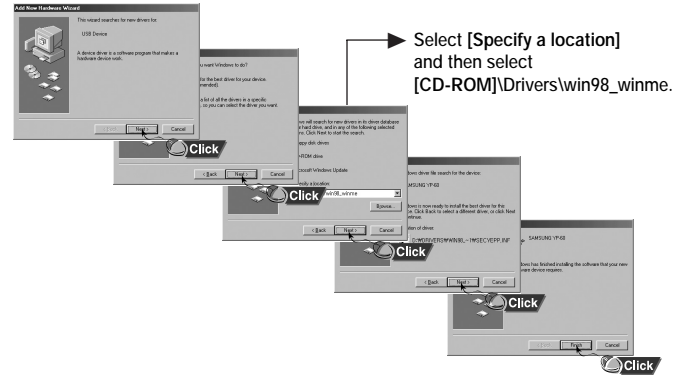 Add New Hardware Wizard
This wizard searches for new drivers for:
USB Device
A device driver is a software program that makes a
hardware device work.
Next >
Cancel
Click
u want Windows to do?
for the best driver for your device.
mended).
a list of all the drivers in a specific
, so you can select the driver you want.
< Back
Next >
Cancel
Click
Select [Specify a location]
and then select
[CD-ROM]\Drivers\win98_winme.
ws will search for new drivers in its driver database
hard drive, and in any of the following selected
ns. Click Next to start the search.
ppy disk drives
-ROM drive
crosoft Windows Update
ecify a location:
win98_winme
Browse...
< Back
Next >
Cancel
Click
dows driver file search for the device:
AMSUNG YP-60
dows is now ready to install the best driver for this
ce. Click Back to select a different driver, or click Next
ntinue.
ation of driver:
D:₩DRIVERS₩WIN98_~1₩SECYEPP.INF
< Back
Next >
Cancel
Click
SAMSUNG YP-60
dows has finished installing the software that your new
ware device requires.
Finish
Cancel
Click